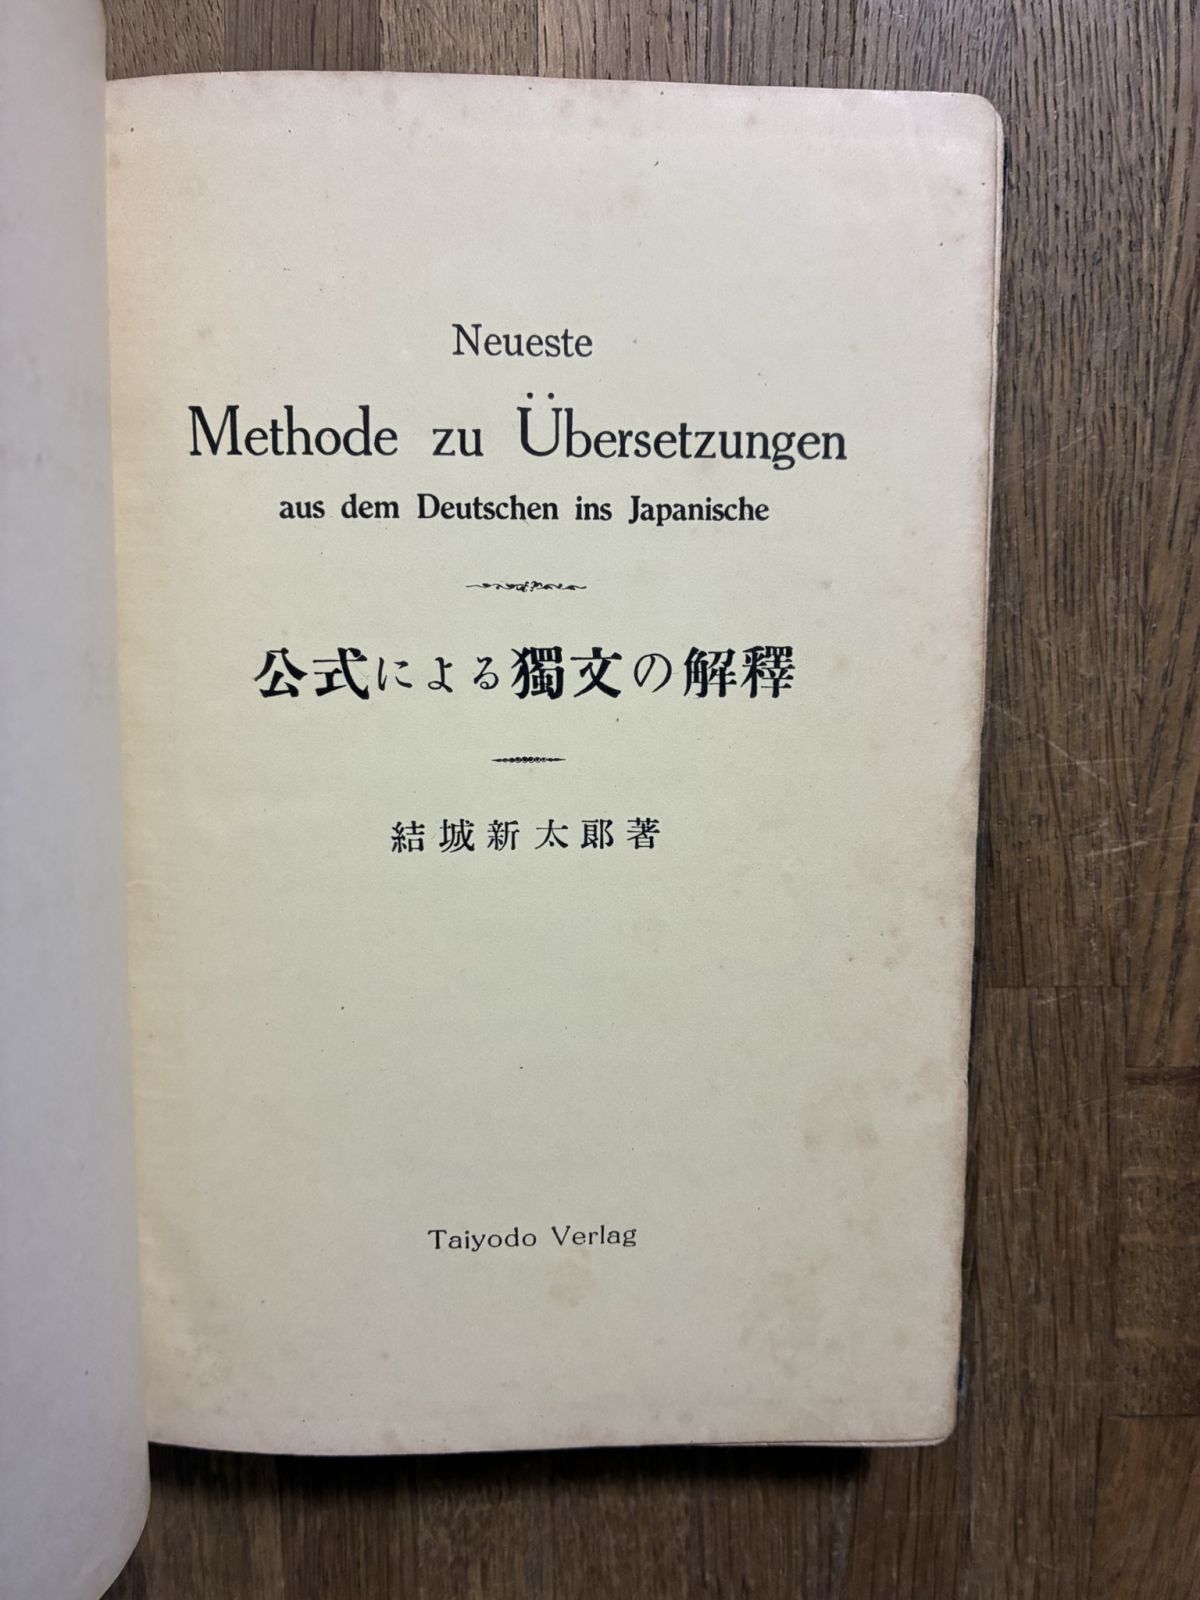 Neueste
Methode zu Übersetzungen
aus dem Deutschen ins Japanische
公式による獨文の解釋
結城新太郎著
Taiyodo Verlag